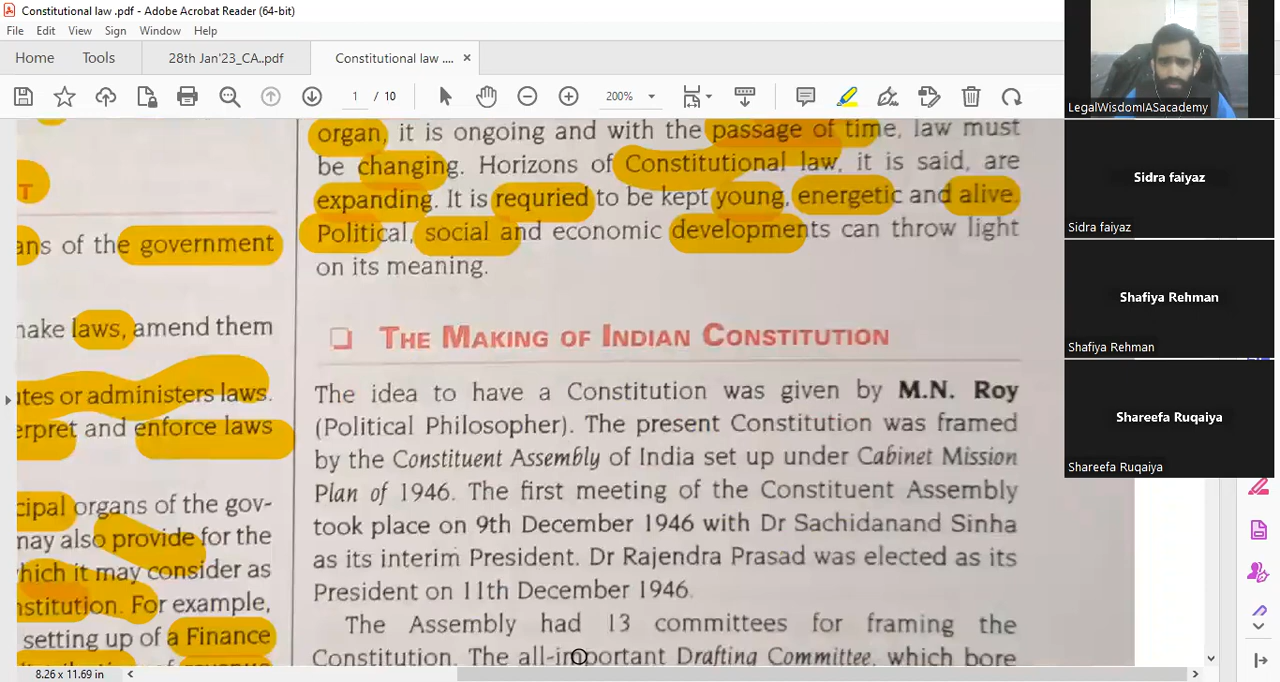 Constitutional law .pdf - Adobe Acrobat Reader (64-bit)
File Edit View Sign Window Help
Home Tools 28th Jan'23_CA..pdf Constitutional law .... ×
1 / 10 200%
organ, it is ongoing and with the passage of time, law must
be changing. Horizons of Constitutional law, it is said, are
expanding. It is requried to be kept young, energetic and alive.
Political, social and economic developments can throw light
on its meaning.
THE MAKING OF INDIAN CONSTITUTION
The idea to have a Constitution was given by M.N. Roy
(Political Philosopher). The present Constitution was framed
by the Constituent Assembly of India set up under Cabinet Mission
Plan of 1946. The first meeting of the Constituent Assembly
took place on 9th December 1946 with Dr Sachidanand Sinha
as its interim President. Dr Rajendra Prasad was elected as its
President on 11th December 1946.
The Assembly had 13 committees for framing the
Constitution. The all-important Drafting Committee, which bore
T
of the government
laws, amend them
or administers laws.
and enforce laws
organs of the gov-
may also provide for the
it may consider as
For example,
setting up of a Finance
8.26 x 11.69 in
LegalWisdomIASacademy
Sidra faiyaz
Sidra faiyaz
Shafiya Rehman
Shafiya Rehman
Shareefa Ruqaiya
Shareefa Ruqaiya